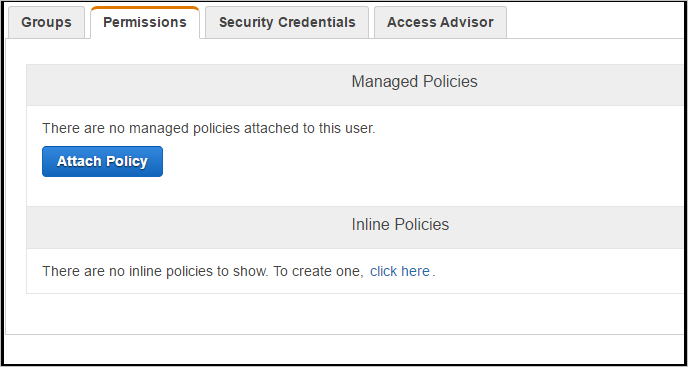 Groups Permissions Security Credentials Access Advisor
Managed Policies
There are no managed policies attached to this user.
Attach Policy
Inline Policies
There are no inline policies to show. To create one, click here.